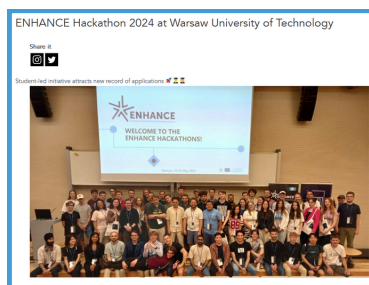 ENHANCE Hackathon 2024 at Warsaw University of Technology
Share it
Student-led initiative attracts new record of applications
ENHANCE
WELCOME TO THE
ENHANCE HACKATHONS!